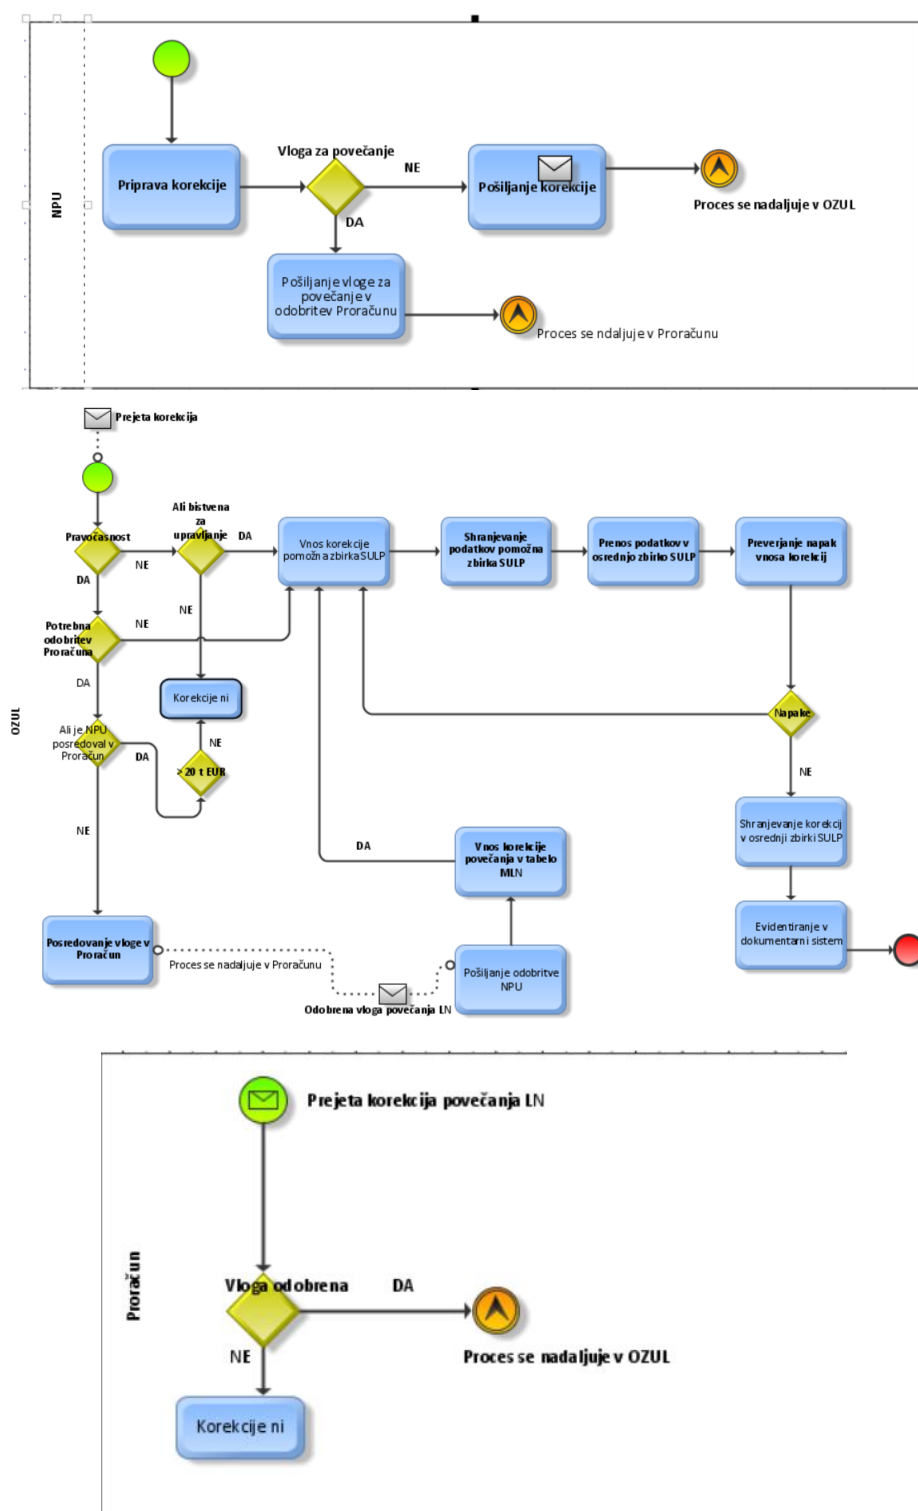 NPU
Priprava korekcije
Vloga za povečanje
NE
DA
Pošiljanje korekcije
Proces se nadaljuje v OZUL
Pošiljanje vloge za
povečanje v
odobritev Proračunu
Proces se ndaljuje v Proračunu
Prejeta korekcija
OZUL
Pravočasnost
NE
DA
Ali bistvena
za
upravljanje
DA
NE
Vnos korekcije
pomožna zbirka SULP
Shranjevanje
podatkov pomožna
zbirka SULP
Prenos podatkov v
osrednjo zbirko SULP
Preverjanje napak
vnosa korekcij
Potrebna
odobritev
Proračuna
NE
DA
Korekcije ni
Ali je NPU
posredoval v
Proračun
DA
NE
> 20 t EUR
NE
Napake
NE
Shranjevanje korekcij
v osrednji zbirki SULP
Evidentiranje v
dokumentarni sistem
DA
Vnos korekcije
povečanja v tabelo
MLN
Posredovanje vloge v
Proračun
Proces se nadaljuje v Proračunu
Odobrena vloga povečanja LN
Pošiljanje odobritve
NPU
Proračun
Prejeta korekcija povečanja LN
Vloga odobrena
DA
NE
Proces se nadaljuje v OZUL
Korekcije ni